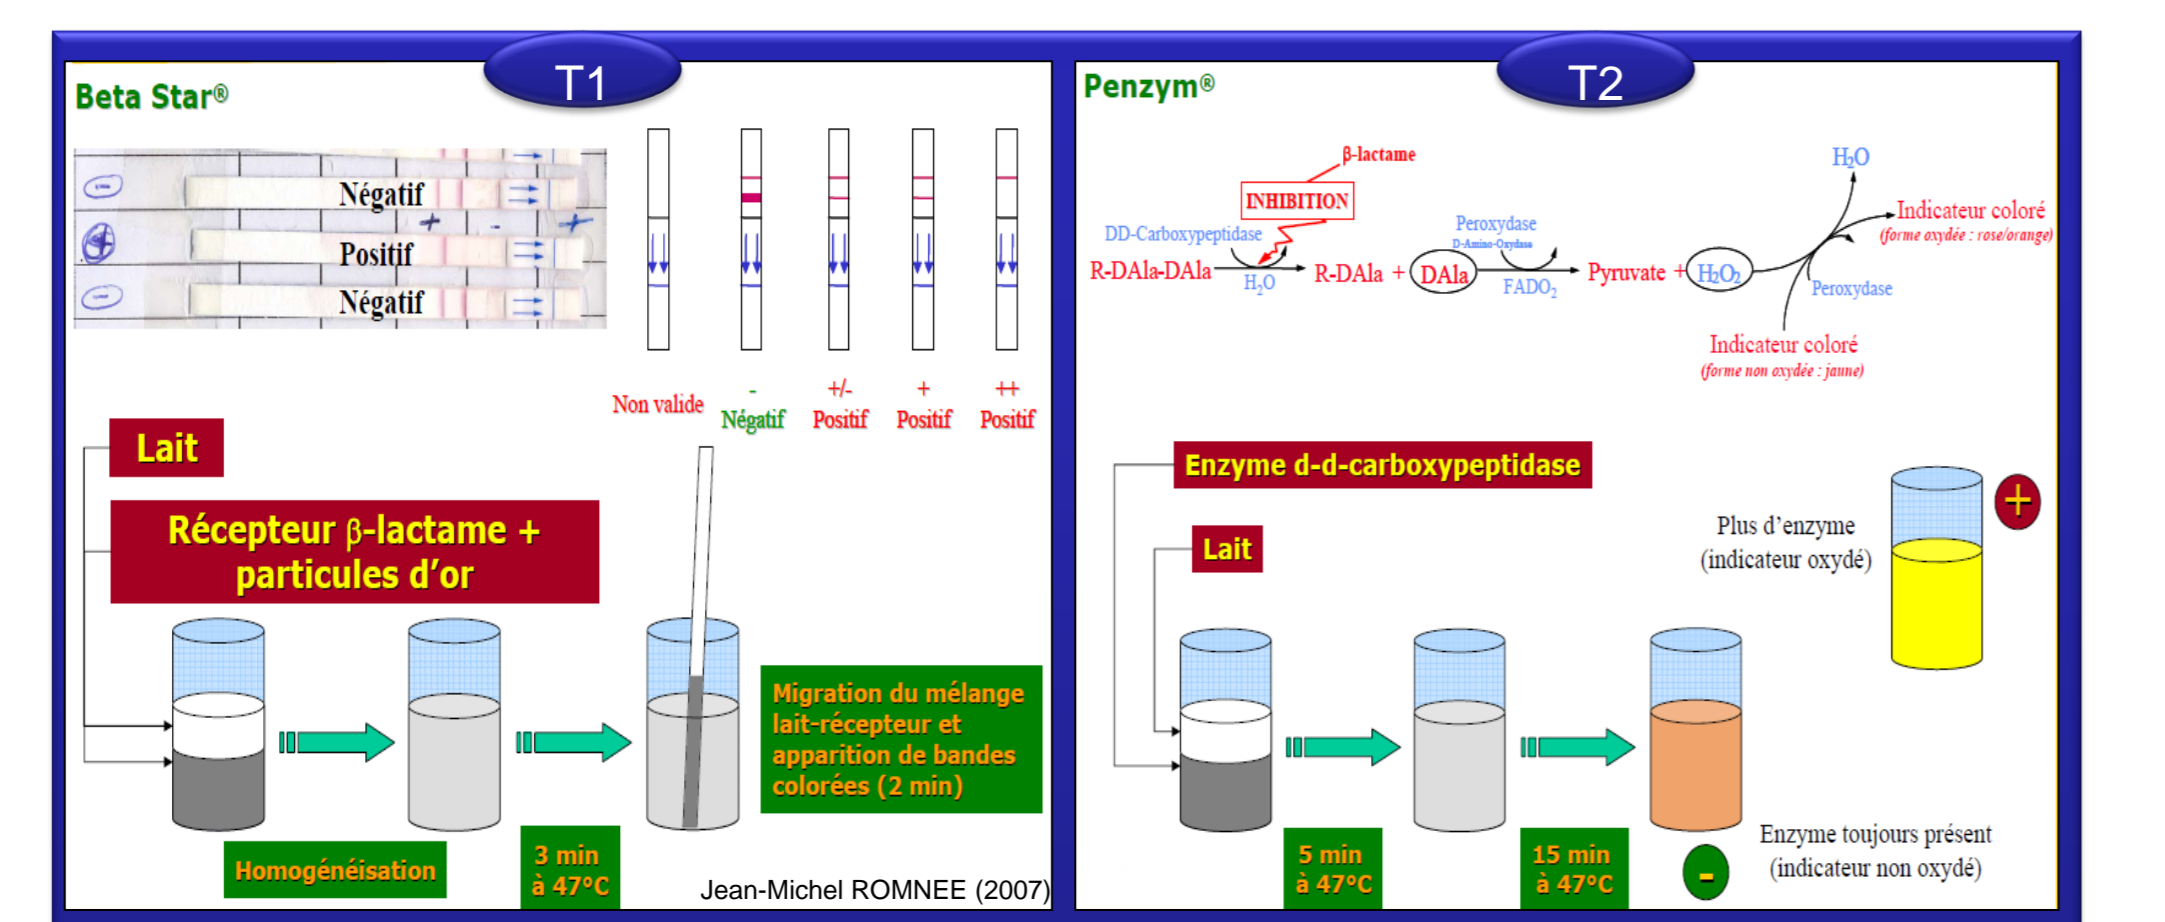 T1
Beta Star®
Négatif
+ - +
Positif
Négatif
Non valide
-
Négatif
+/-
Positif
+
Positif
++
Positif
Lait
Récepteur β-lactame +
particules d'or
Migration du mélange
lait-récepteur et
apparition de bandes
colorées (2 min)
Homogénéisation
3 min
à 47°C
Jean-Michel ROMNEE (2007)
T2
Penzym®
β-lactame
INHIBITION
DD-Carboxypeptidase
R-DAla-DAla
H₂O
R-DAla + DAla
Peroxydase
D-Amino-Oxydase
FADO₂
Pyruvate + H₂O₂
H₂O
Indicateur coloré
(forme oxydée : rose/orange)
Peroxydase
Indicateur coloré
(forme non oxydée : jaune)
Enzyme d-d-carboxypeptidase
Lait
Plus d'enzyme
(indicateur oxydé)
+
5 min
à 47°C
15 min
à 47°C
-
Enzyme toujours présent
(indicateur non oxydé)